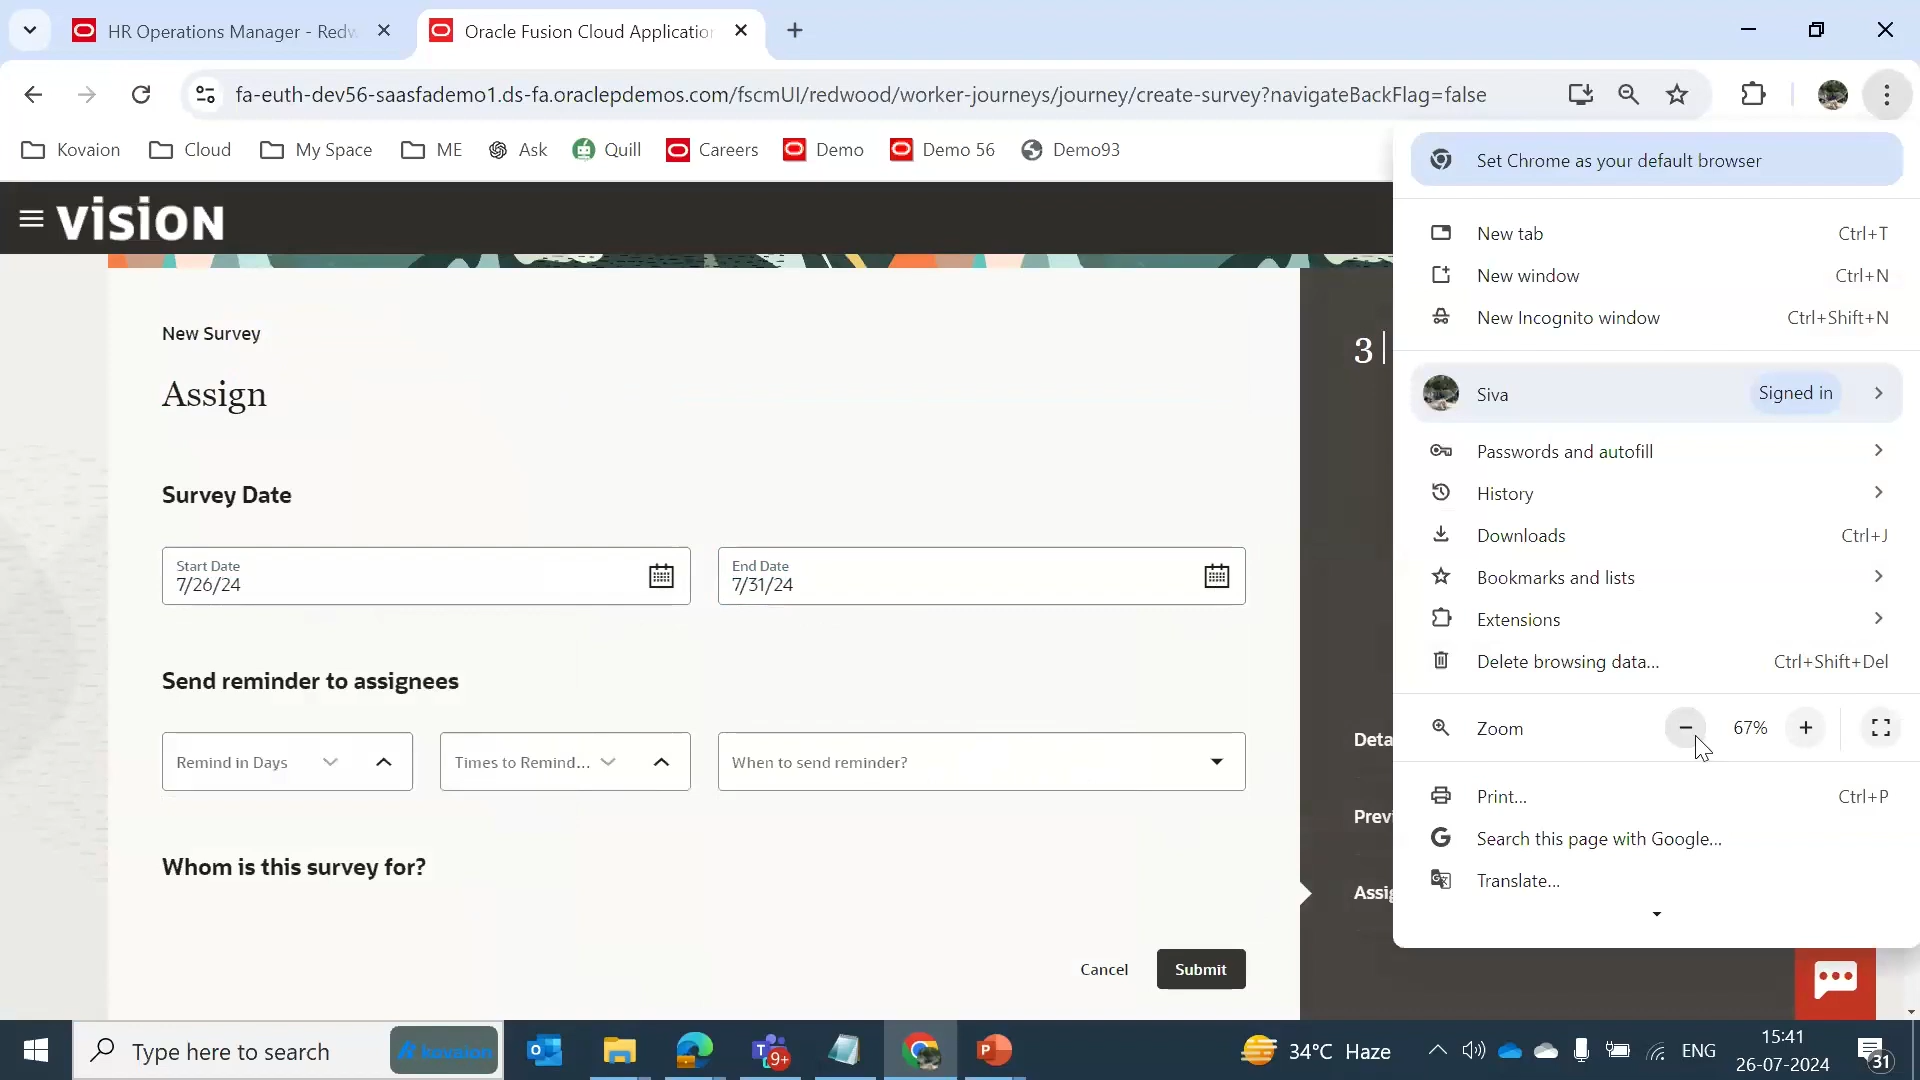 HR Operations Manager - Redw
Oracle Fusion Cloud Application
fa-euth-dev56-saasfademo1.ds-fa.oraclepdemos.com/fscmUI/redwood/worker-journeys/journey/create-survey?navigateBackFlag=false
Kovaion
Cloud
My Space
ME
Ask
Quill
Careers
Demo
Demo 56
Demo93
Set Chrome as your default browser
vision
New tab Ctrl+T
New window Ctrl+N
New Incognito window Ctrl+Shift+N
New Survey
3 |
Assign
Siva Signed in
Passwords and autofill
History
Survey Date
Downloads Ctrl+J
Start Date
7/26/24
End Date
7/31/24
Bookmarks and lists
Extensions
Delete browsing data... Ctrl+Shift+Del
Send reminder to assignees
Zoom 67%
Remind in Days
Times to Remind...
When to send reminder?
Deta
Print... Ctrl+P
Prev
Search this page with Google...
Whom is this survey for?
Translate...
Assig
Cancel
Submit
Type here to search
kovaion
9+
34°C Haze
ENG
15:41
26-07-2024
31